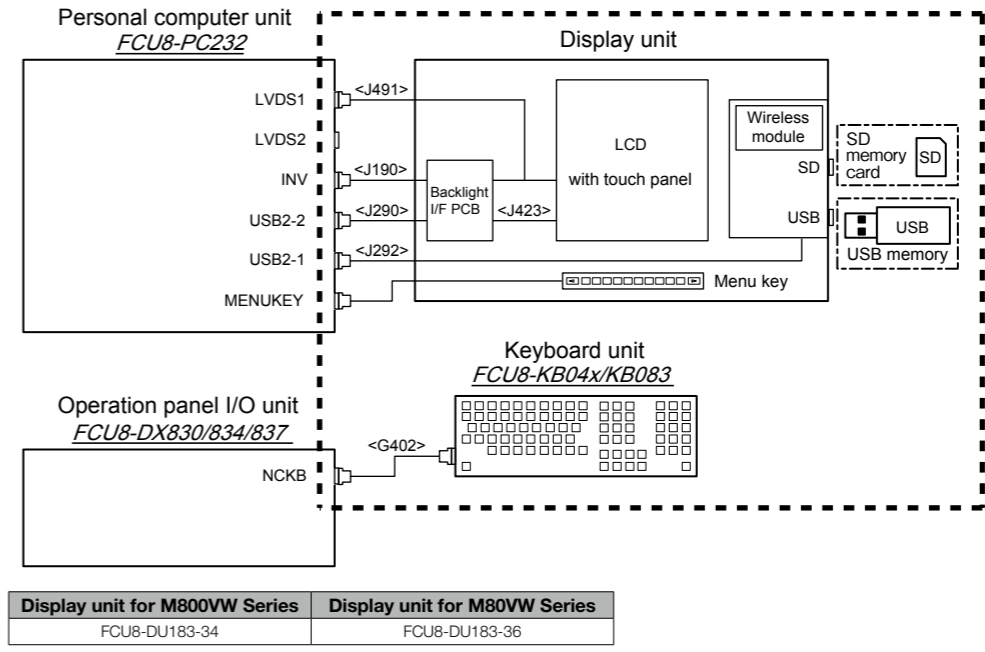 Personal computer unit
FCU8-PC232
Display unit
LVDS1
<J491>
LVDS2
INV
<J190>
Backlight
I/F PCB
USB2-2
<J290>
<J423>
USB2-1
<J292>
MENUKEY
LCD
with touch panel
Wireless
module
SD
USB
SD
memory
card
SD
USB
USB memory
Menu key
Keyboard unit
FCU8-KB04x/KB083
Operation panel I/O unit
FCU8-DX830/834/837
NCKB
<G402>
Display unit for M800VW Series Display unit for M80VW Series
FCU8-DU183-34 FCU8-DU183-36